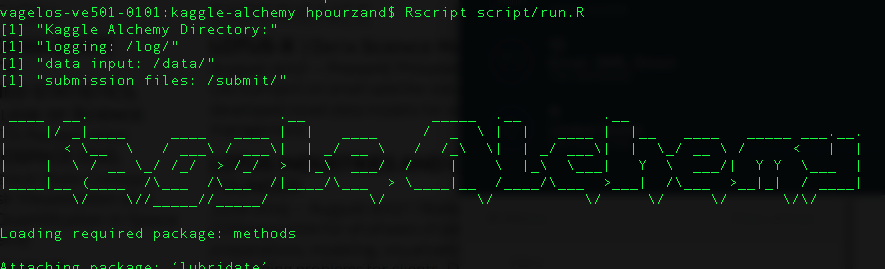 vagelos-ve501-0101:kaggle-alchemy hpourzand$ Rscript script/run.R
[1] "Kaggle Alchemy Directory:"
[1] "logging: /log/"
[1] "data input: /data/"
[1] "submission files: /submit/"
Kaggle Alchemy
Loading required package: methods
Attaching package: ‘lubridate’